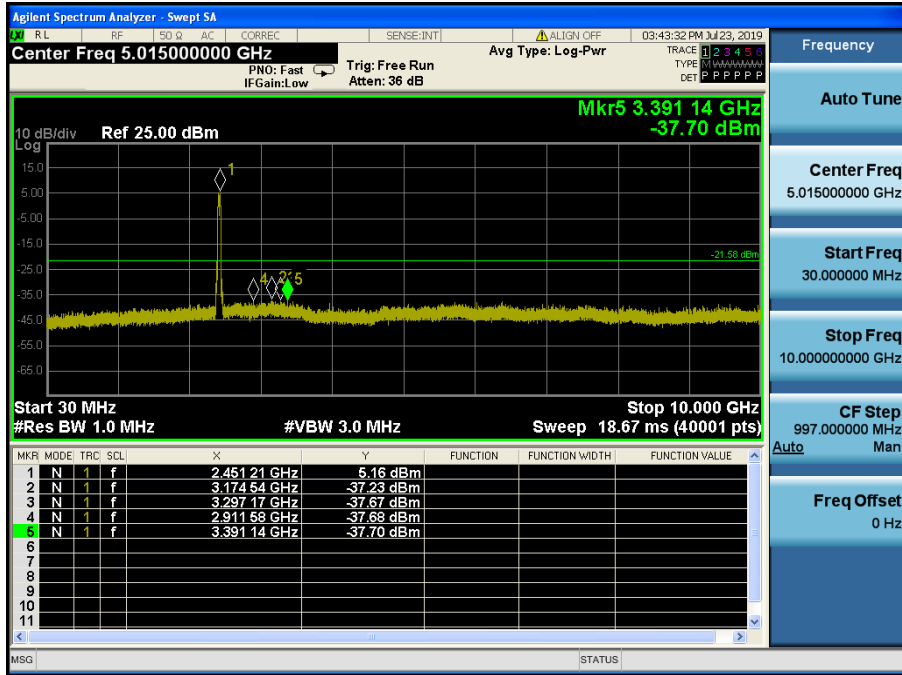 Agilent Spectrum Analyzer - Swept SA
LXI RL RF 50 Ω AC CORREC SENSE:INT ALIGN OFF 03:43:32 PM Jul 23, 2019
Center Freq 5.015000000 GHz
PNO: Fast
IFGain:Low
Trig: Free Run
Atten: 36 dB
Avg Type: Log-Pwr
TRACE 1 2 3 4 5 6
TYPE M WWWWW
DET P P P P P P
Mkr5 3.391 14 GHz
-37.70 dBm
10 dB/div Ref 25.00 dBm
Log
15.0
5.00
-5.00
-15.0
-25.0
-35.0
-45.0
-55.0
-65.0
1
-21.58 dBm
4 2 5
Start 30 MHz Stop 10.000 GHz
#Res BW 1.0 MHz #VBW 3.0 MHz Sweep 18.67 ms (40001 pts)
MKR MODE TRC SCL X Y FUNCTION FUNCTION WIDTH FUNCTION VALUE
1 N 1 f 2.451 21 GHz 5.16 dBm
2 N 1 f 3.174 54 GHz -37.23 dBm
3 N 1 f 3.297 17 GHz -37.67 dBm
4 N 1 f 2.911 58 GHz -37.68 dBm
5 N 1 f 3.391 14 GHz -37.70 dBm
6
7
8
9
10
11
MSG STATUS
Frequency
Auto Tune
Center Freq
5.015000000 GHz
Start Freq
30.000000 MHz
Stop Freq
10.000000000 GHz
CF Step
997.000000 MHz
Auto Man
Freq Offset
0 Hz